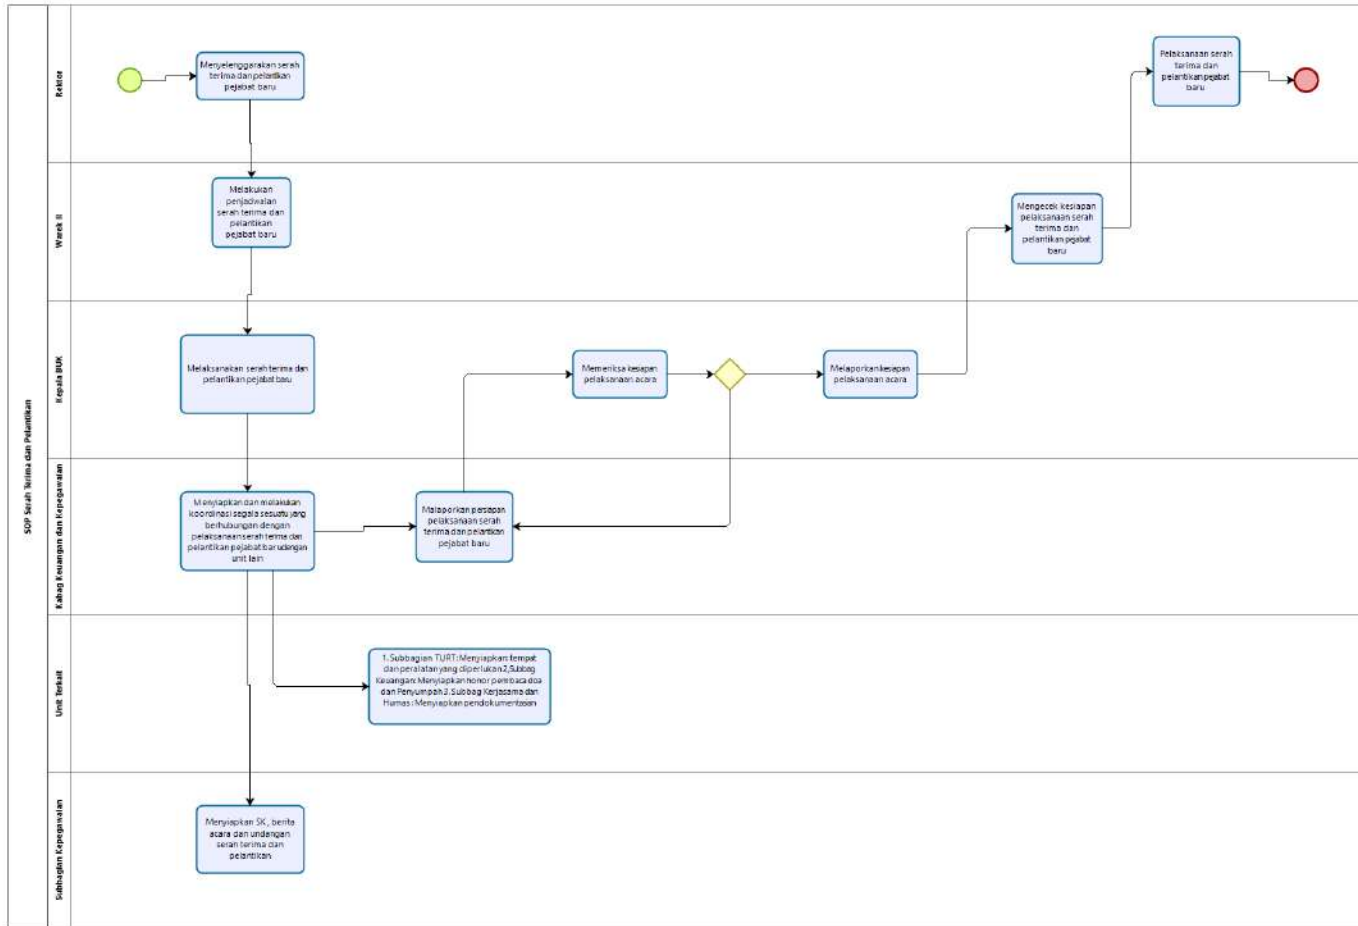 SOP Serah Terima dan Pelantikan
Rektor
Menyelenggarakan serah
terima dan pelantikan
pejabat baru
Pelaksanaan serah
terima dan
pelantikan pejabat
baru
Warek II
Melakukan
penjadwalan
serah terima dan
pelantikan
pejabat baru
Mengecek kesiapan
pelaksanaan serah
terima dan
pelantikan pejabat
baru
Kepala BUK
Melaksanakan serah terima dan
pelantikan pejabat baru
Memeriksa kesiapan
pelaksanaan acara
Melaporkan kesiapan
pelaksanaan acara
Kabag Keuangan dan Kepegawaian
Menyiapkan dan melakukan
koordinasi segala sesuatu yang
berhubungan dengan
pelaksanaan serah terima dan
pelantikan pejabat baru dengan
unit lain
Malaporkan persiapan
pelaksanaan serah
terima dan pelantikan
pejabat baru
Unit Terkait
1. Subbagian TURT: Menyiapkan tempat
dan peralatan yang diperlukan 2,Subbag
Keuangan: Menyiapkan honor pembaca doa
dan Penyumpah 3. Subbag Kerjasama dan
Humas : Menyiapkan pendokumentasan
Subbagian Kepegawaian
Menyiapkan SK, berita
acara dan undangan
serah terima dan
pelantikan